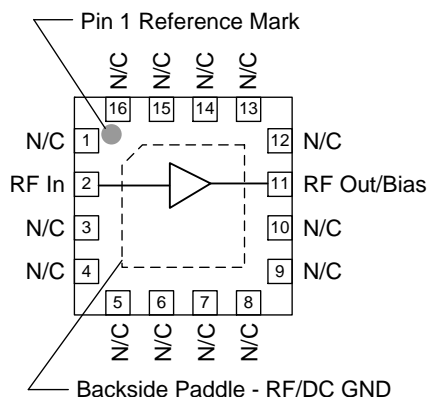 Pin 1 Reference Mark
N/C N/C N/C N/C
16 15 14 13
N/C 1 12 N/C
RF In 2 11 RF Out/Bias
N/C 3 10 N/C
N/C 4 9 N/C
5 6 7 8
N/C N/C N/C N/C
Backside Paddle - RF/DC GND